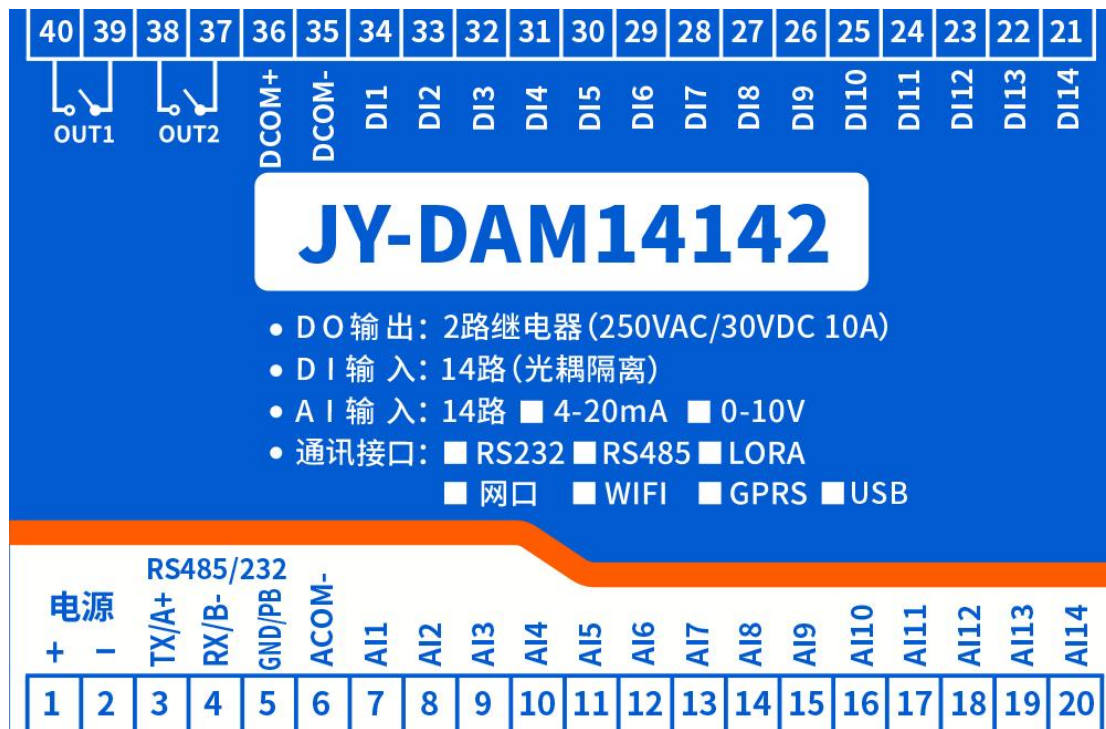 40 39 38 37 36 35 34 33 32 31 30 29 28 27 26 25 24 23 22 21
OUT1 OUT2 DCOM+ DCOM- DI1 DI2 DI3 DI4 DI5 DI6 DI7 DI8 DI9 DI10 DI11 DI12 DI13 DI14
JY-DAM14142
● DO输出：2路继电器（250VAC/30VDC 10A）
● DI输入：14路（光耦隔离）
● AI输入：14路 ■ 4-20mA ■ 0-10V
● 通讯接口：■ RS232 ■ RS485 ■ LORA
■ 网口 ■ WIFI ■ GPRS ■ USB
RS485/232
电源
+ − TX/A+ RX/B- GND/PB ACOM- AI1 AI2 AI3 AI4 AI5 AI6 AI7 AI8 AI9 AI10 AI11 AI12 AI13 AI14
1 2 3 4 5 6 7 8 9 10 11 12 13 14 15 16 17 18 19 20